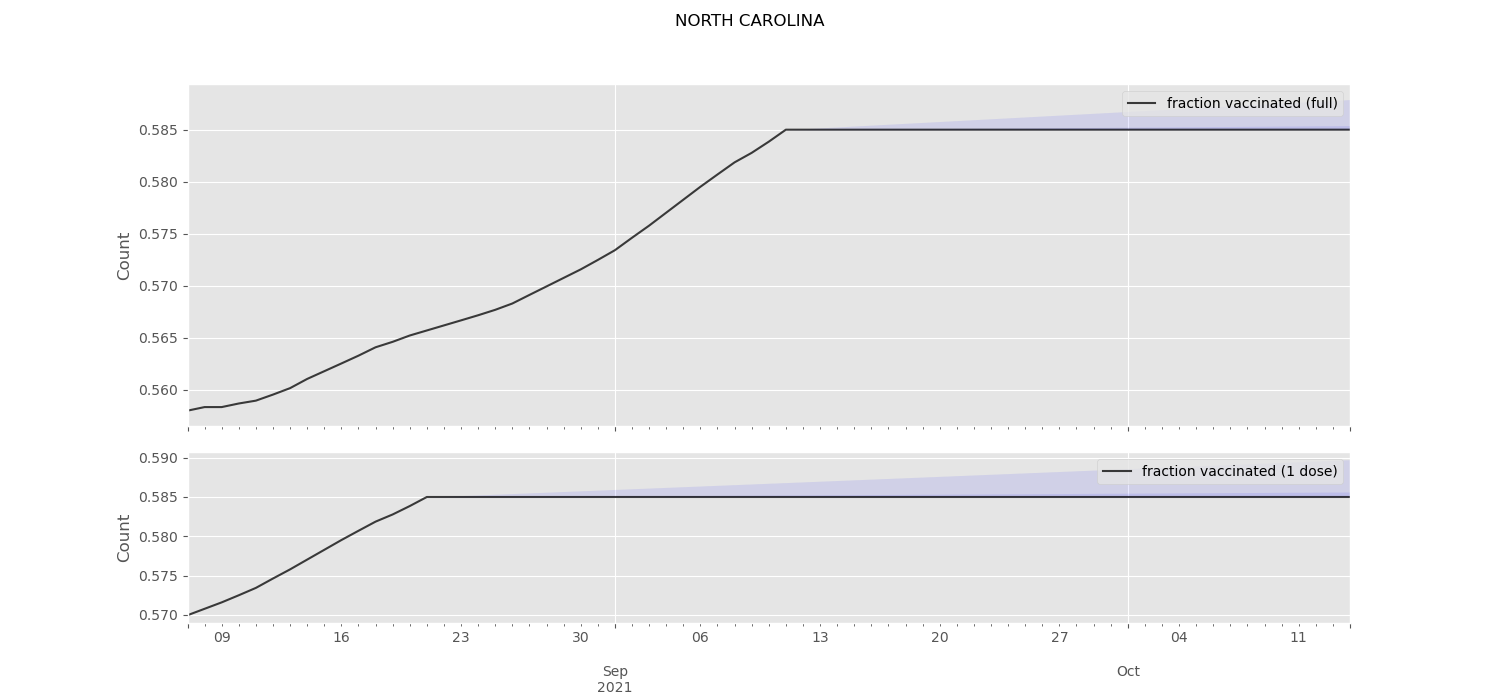 NORTH CAROLINA
fraction vaccinated (full)
0.585
0.580
0.575
0.570
0.565
0.560
Count
fraction vaccinated (1 dose)
0.590
0.585
0.580
0.575
0.570
Count
09 16 23 30 06 13 20 27 04 11
Sep Oct
2021